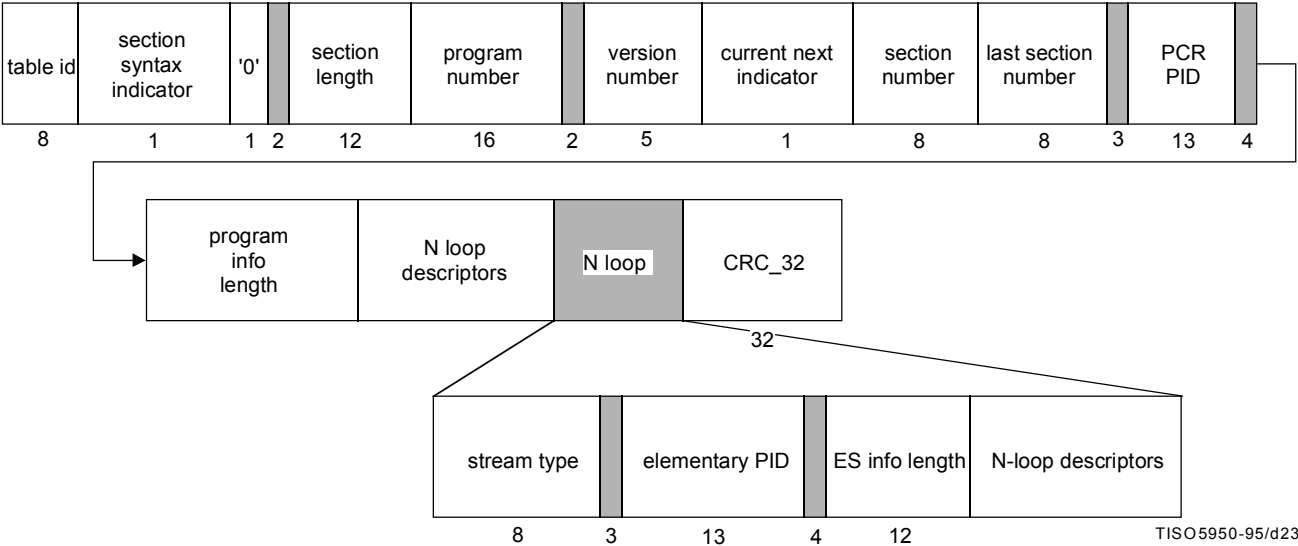 table id
section
syntax
indicator
'0'
section
length
program
number
version
number
current next
indicator
section
number
last section
number
PCR
PID
8 1 1 2 12 16 2 5 1 8 8 3 13 4
program
info
length
N loop
descriptors
N loop
CRC_32
32
stream type
elementary PID
ES info length
N-loop descriptors
8 3 13 4 12
TISO5950-95/d23